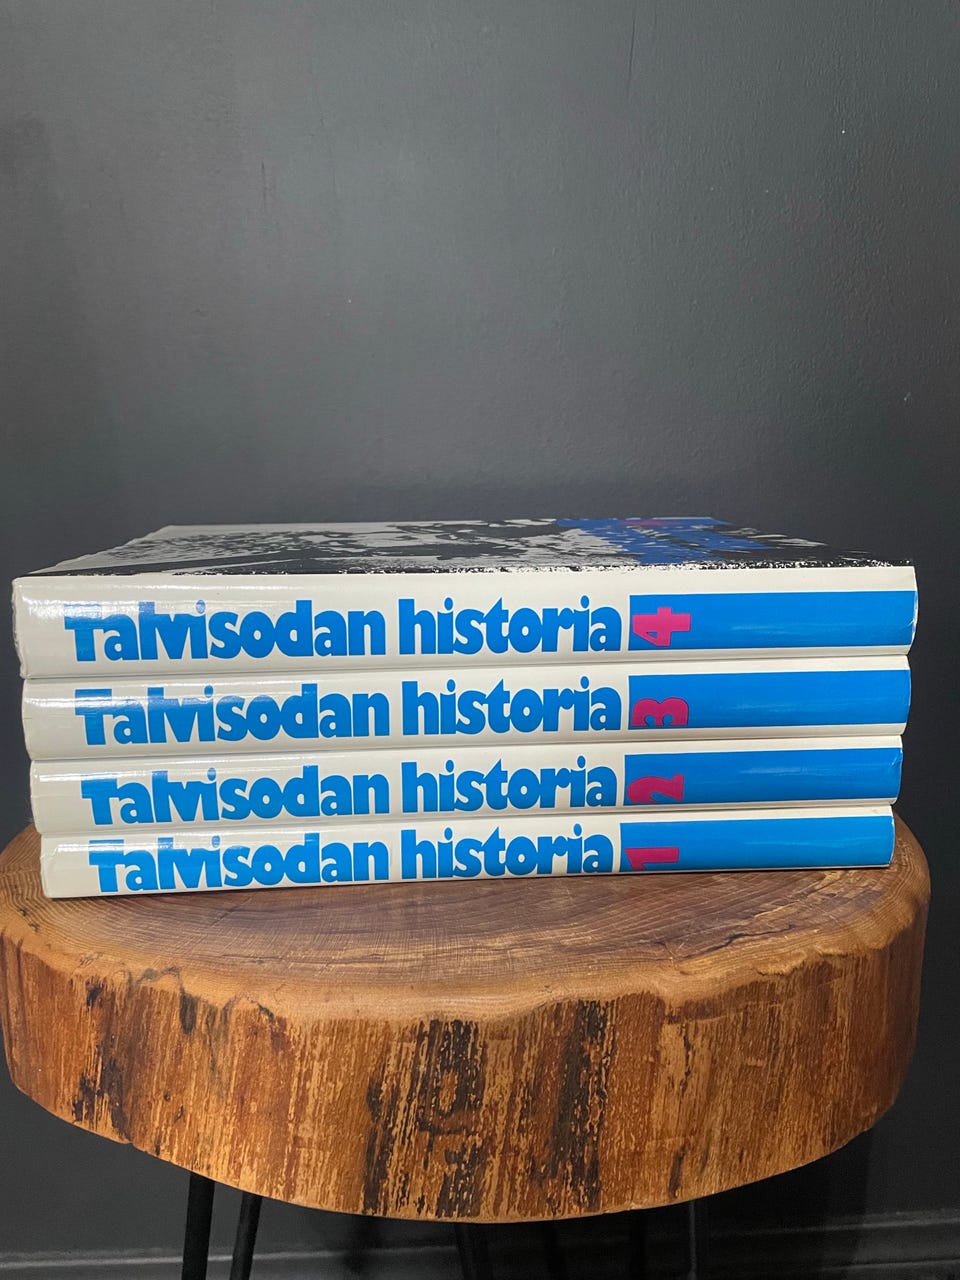 Talvisodan historia 4
Talvisodan historia 3
Talvisodan historia 2
Talvisodan historia 1